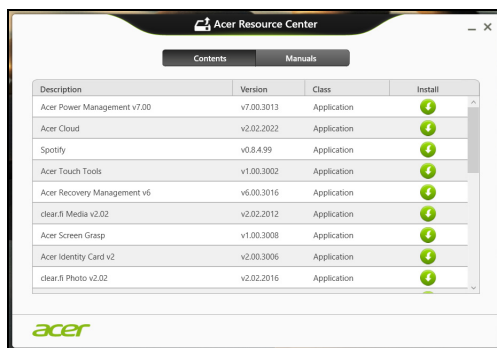 Acer Resource Center
Contents Manuals
Description Version Class Install
Acer Power Management v7.00 v7.00.3013 Application
Acer Cloud v2.02.2022 Application
Spotify v0.8.4.99 Application
Acer Touch Tools v1.00.3002 Application
Acer Recovery Management v6 v6.00.3016 Application
clear.fi Media v2.02 v2.02.2012 Application
Acer Screen Grasp v1.00.3008 Application
Acer Identity Card v2 v2.00.3006 Application
clear.fi Photo v2.02 v2.02.2016 Application
acer